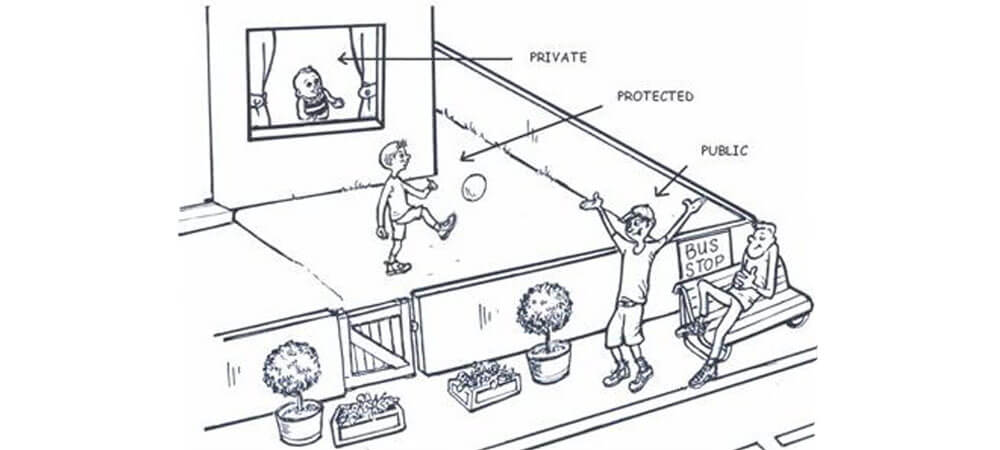 PRIVATE
PROTECTED
PUBLIC
BUS
STOP